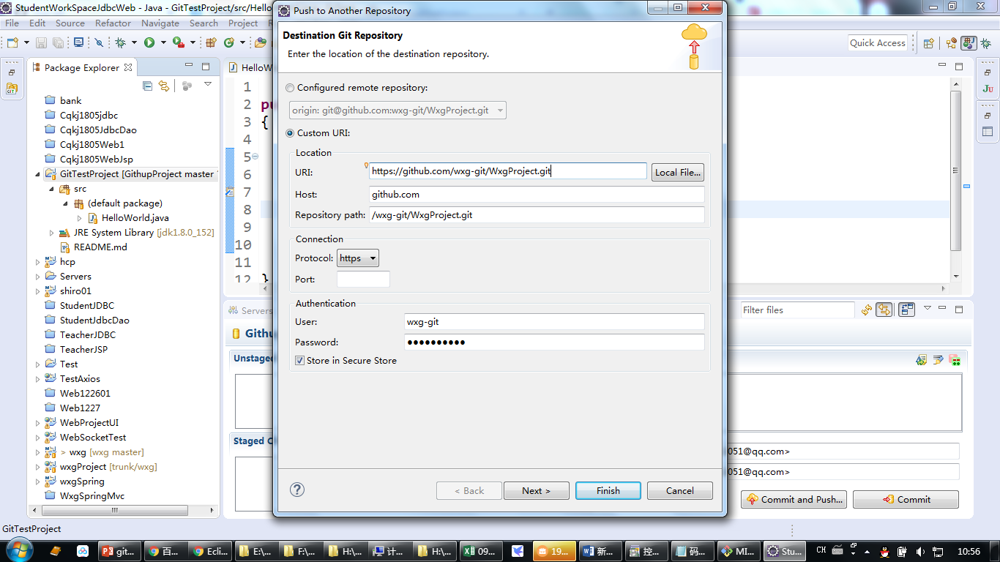 StudentWorkSpaceJdbcWeb - Java - GitTestProject/src/Hello
File Edit Source Refactor Navigate Search Project
Quick Access
Package Explorer
bank
Cqkj1805jdbc
Cqkj1805JdbcDao
Cqkj1805Web1
Cqkj1805WebJsp
GitTestProject [GithupProject master
src
(default package)
HelloWorld.java
JRE System Library [jdk1.8.0_152]
README.md
hcp
Servers
shiro01
StudentJDBC
StudentJdbcDao
TeacherJDBC
TeacherJSP
Test
TestAxios
Web122601
Web1227
WebProjectUI
WebSocketTest
> wxg [wxg master]
wxgProject [trunk/wxg]
wxgSpring
WxgSpringMvc
HelloW
1
2 pu
3 {
4
5
6
7
8
9
10
11
12 }
Servers
Githu
Unstaged
Staged C
Push to Another Repository
Destination Git Repository
Enter the location of the destination repository.
Configured remote repository:
origin: git@github.com:wxg-git/WxgProject.git
Custom URI:
Location
URI: https://github.com/wxg-git/WxgProject.git Local File...
Host: github.com
Repository path: /wxg-git/WxgProject.git
Connection
Protocol: https
Port:
Authentication
User: wxg-git
Password: ●●●●●●●●●●
Store in Secure Store
< Back Next > Finish Cancel
JU
Filter files
051@qq.com>
051@qq.com>
Commit and Push... Commit
GitTestProject
git... 百... Ecli... E:\... F:\... H:\... 计... H:\... 09... 19... 新... 控... 码... MI... Stu... CH 10:56